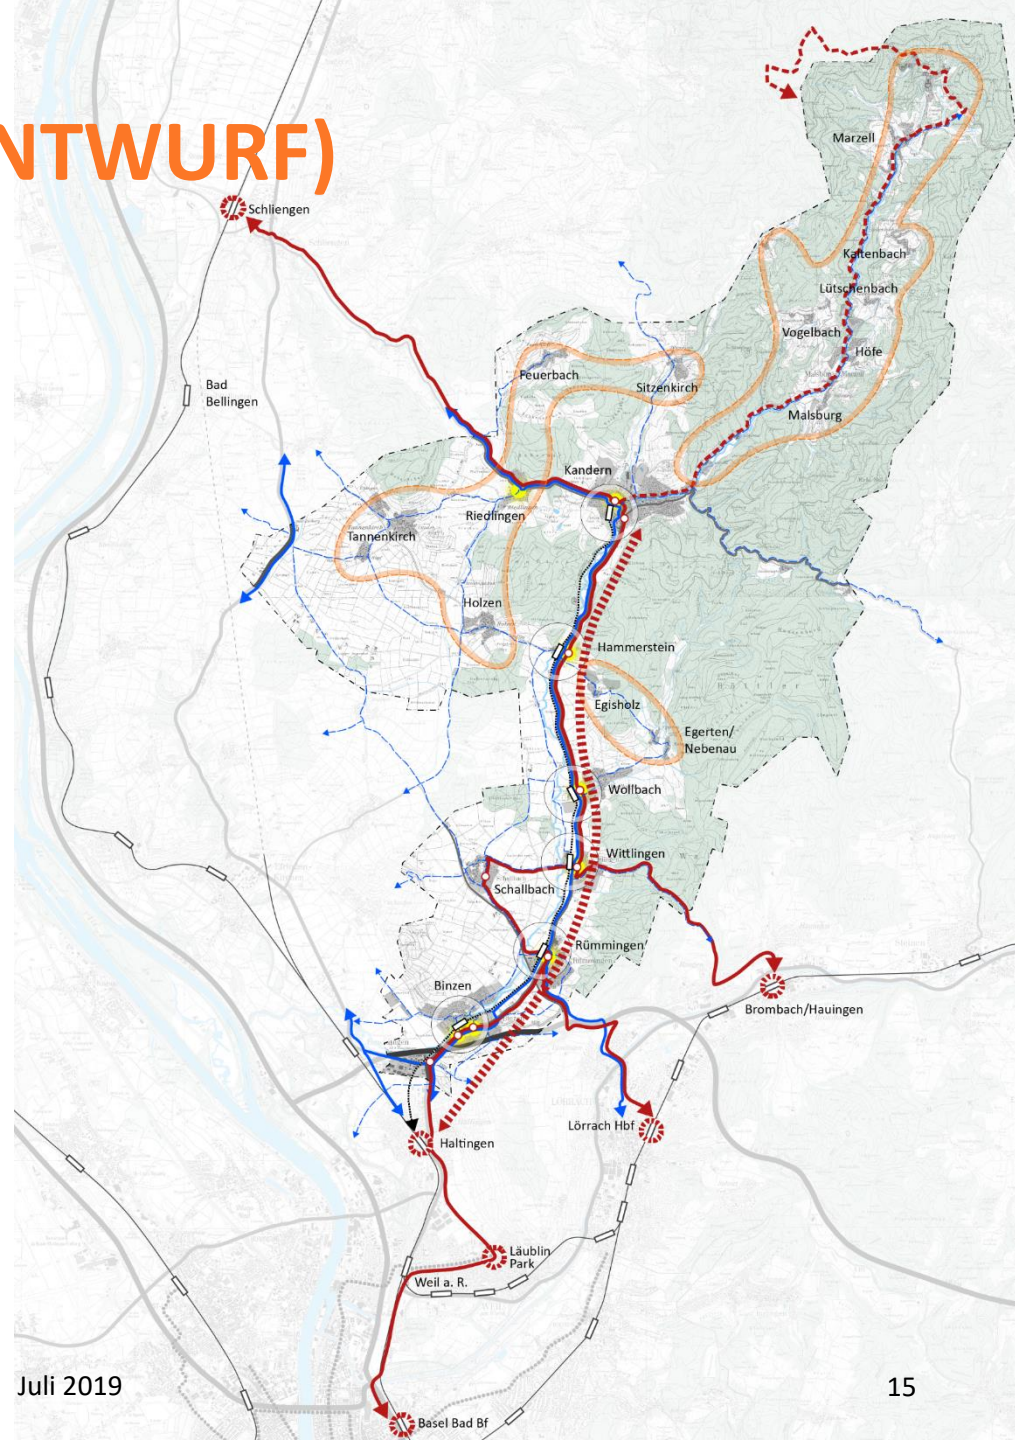 NTWURF)
Marzell
Schliengen
Kaltenbach
Lütschenbach
Vogelbach
Höfe
Feuerbach
Sitzenkirch
Bad
Bellingen
Malsburg
Kandern
Riedlingen
Tannenkirch
Holzen
Hammerstein
Egisholz
Egerten/
Nebenau
Wollbach
Wittlingen
Schallbach
Rümmingen
Binzen
Brombach/Hauingen
Lörrach Hbf
Haltingen
Läublin
Park
Weil a. R.
Juli 2019
15
Basel Bad Bf